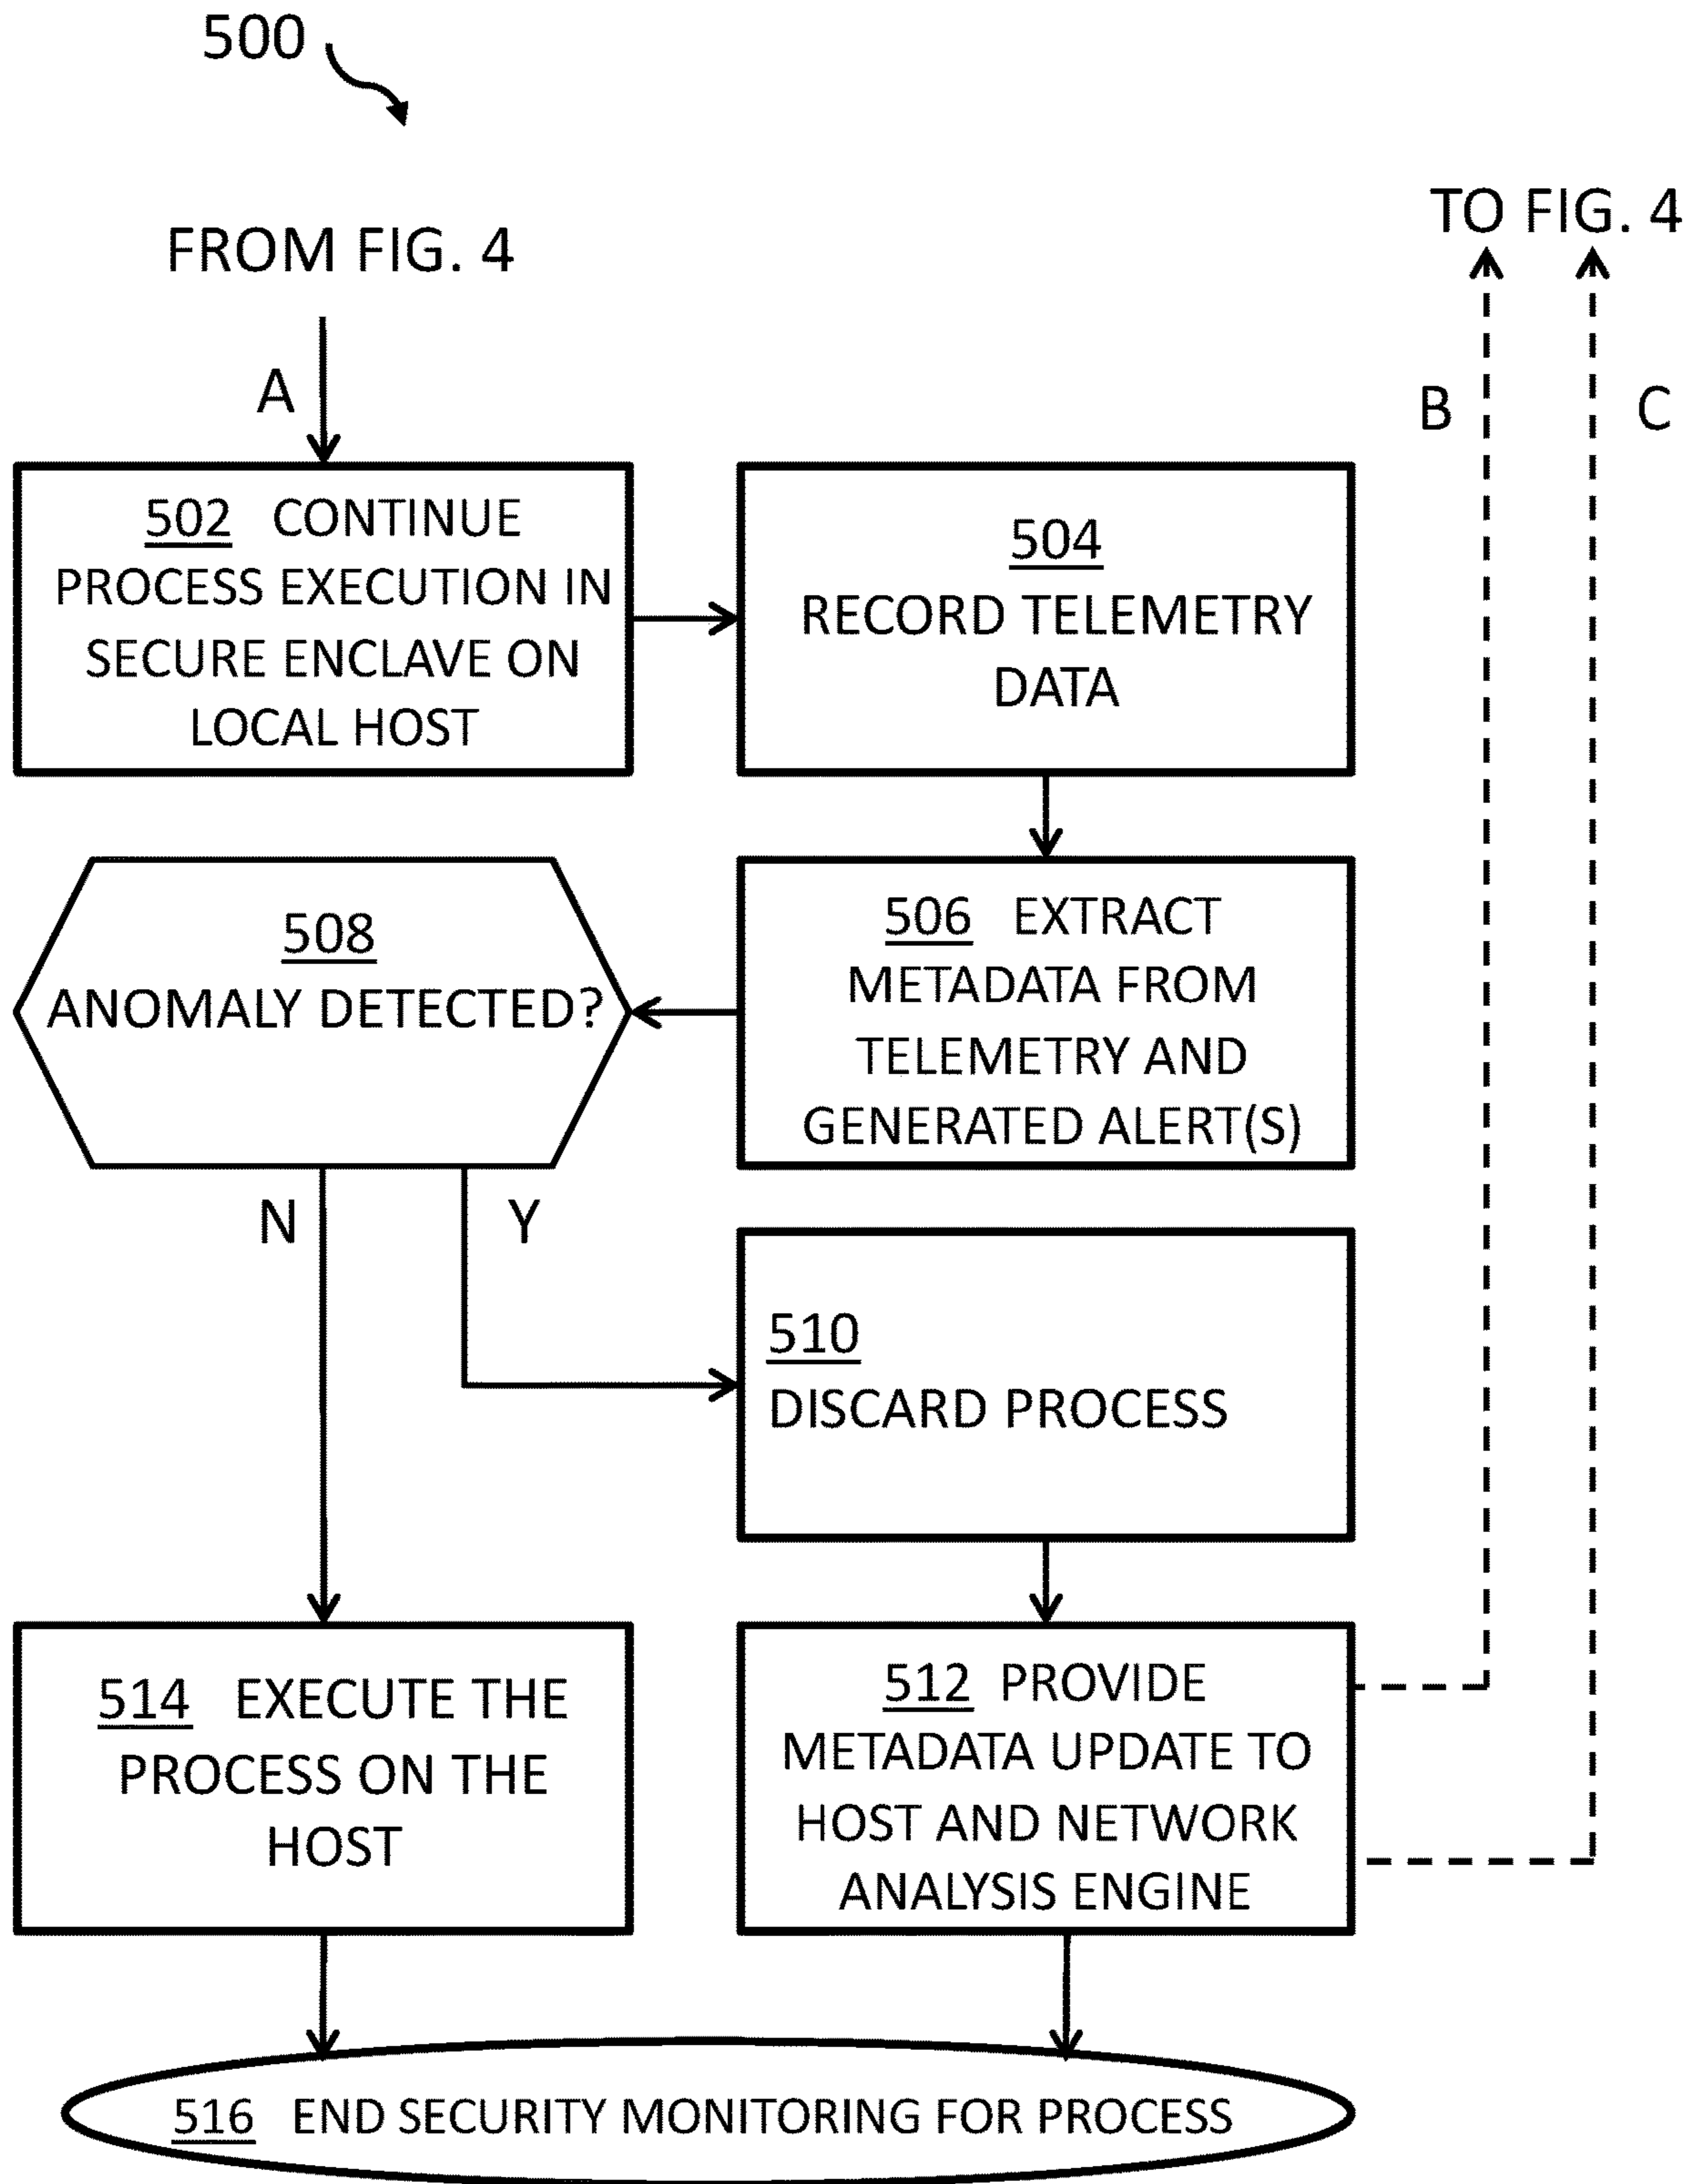 500
FROM FIG. 4
TO FIG. 4
A
B
C
502 CONTINUE
PROCESS EXECUTION IN
SECURE ENCLAVE ON
LOCAL HOST
504
RECORD TELEMETRY
DATA
506 EXTRACT
METADATA FROM
TELEMETRY AND
GENERATED ALERT(S)
508
ANOMALY DETECTED?
N
Y
510
DISCARD PROCESS
512 PROVIDE
METADATA UPDATE TO
HOST AND NETWORK
ANALYSIS ENGINE
514 EXECUTE THE
PROCESS ON THE
HOST
516 END SECURITY MONITORING FOR PROCESS